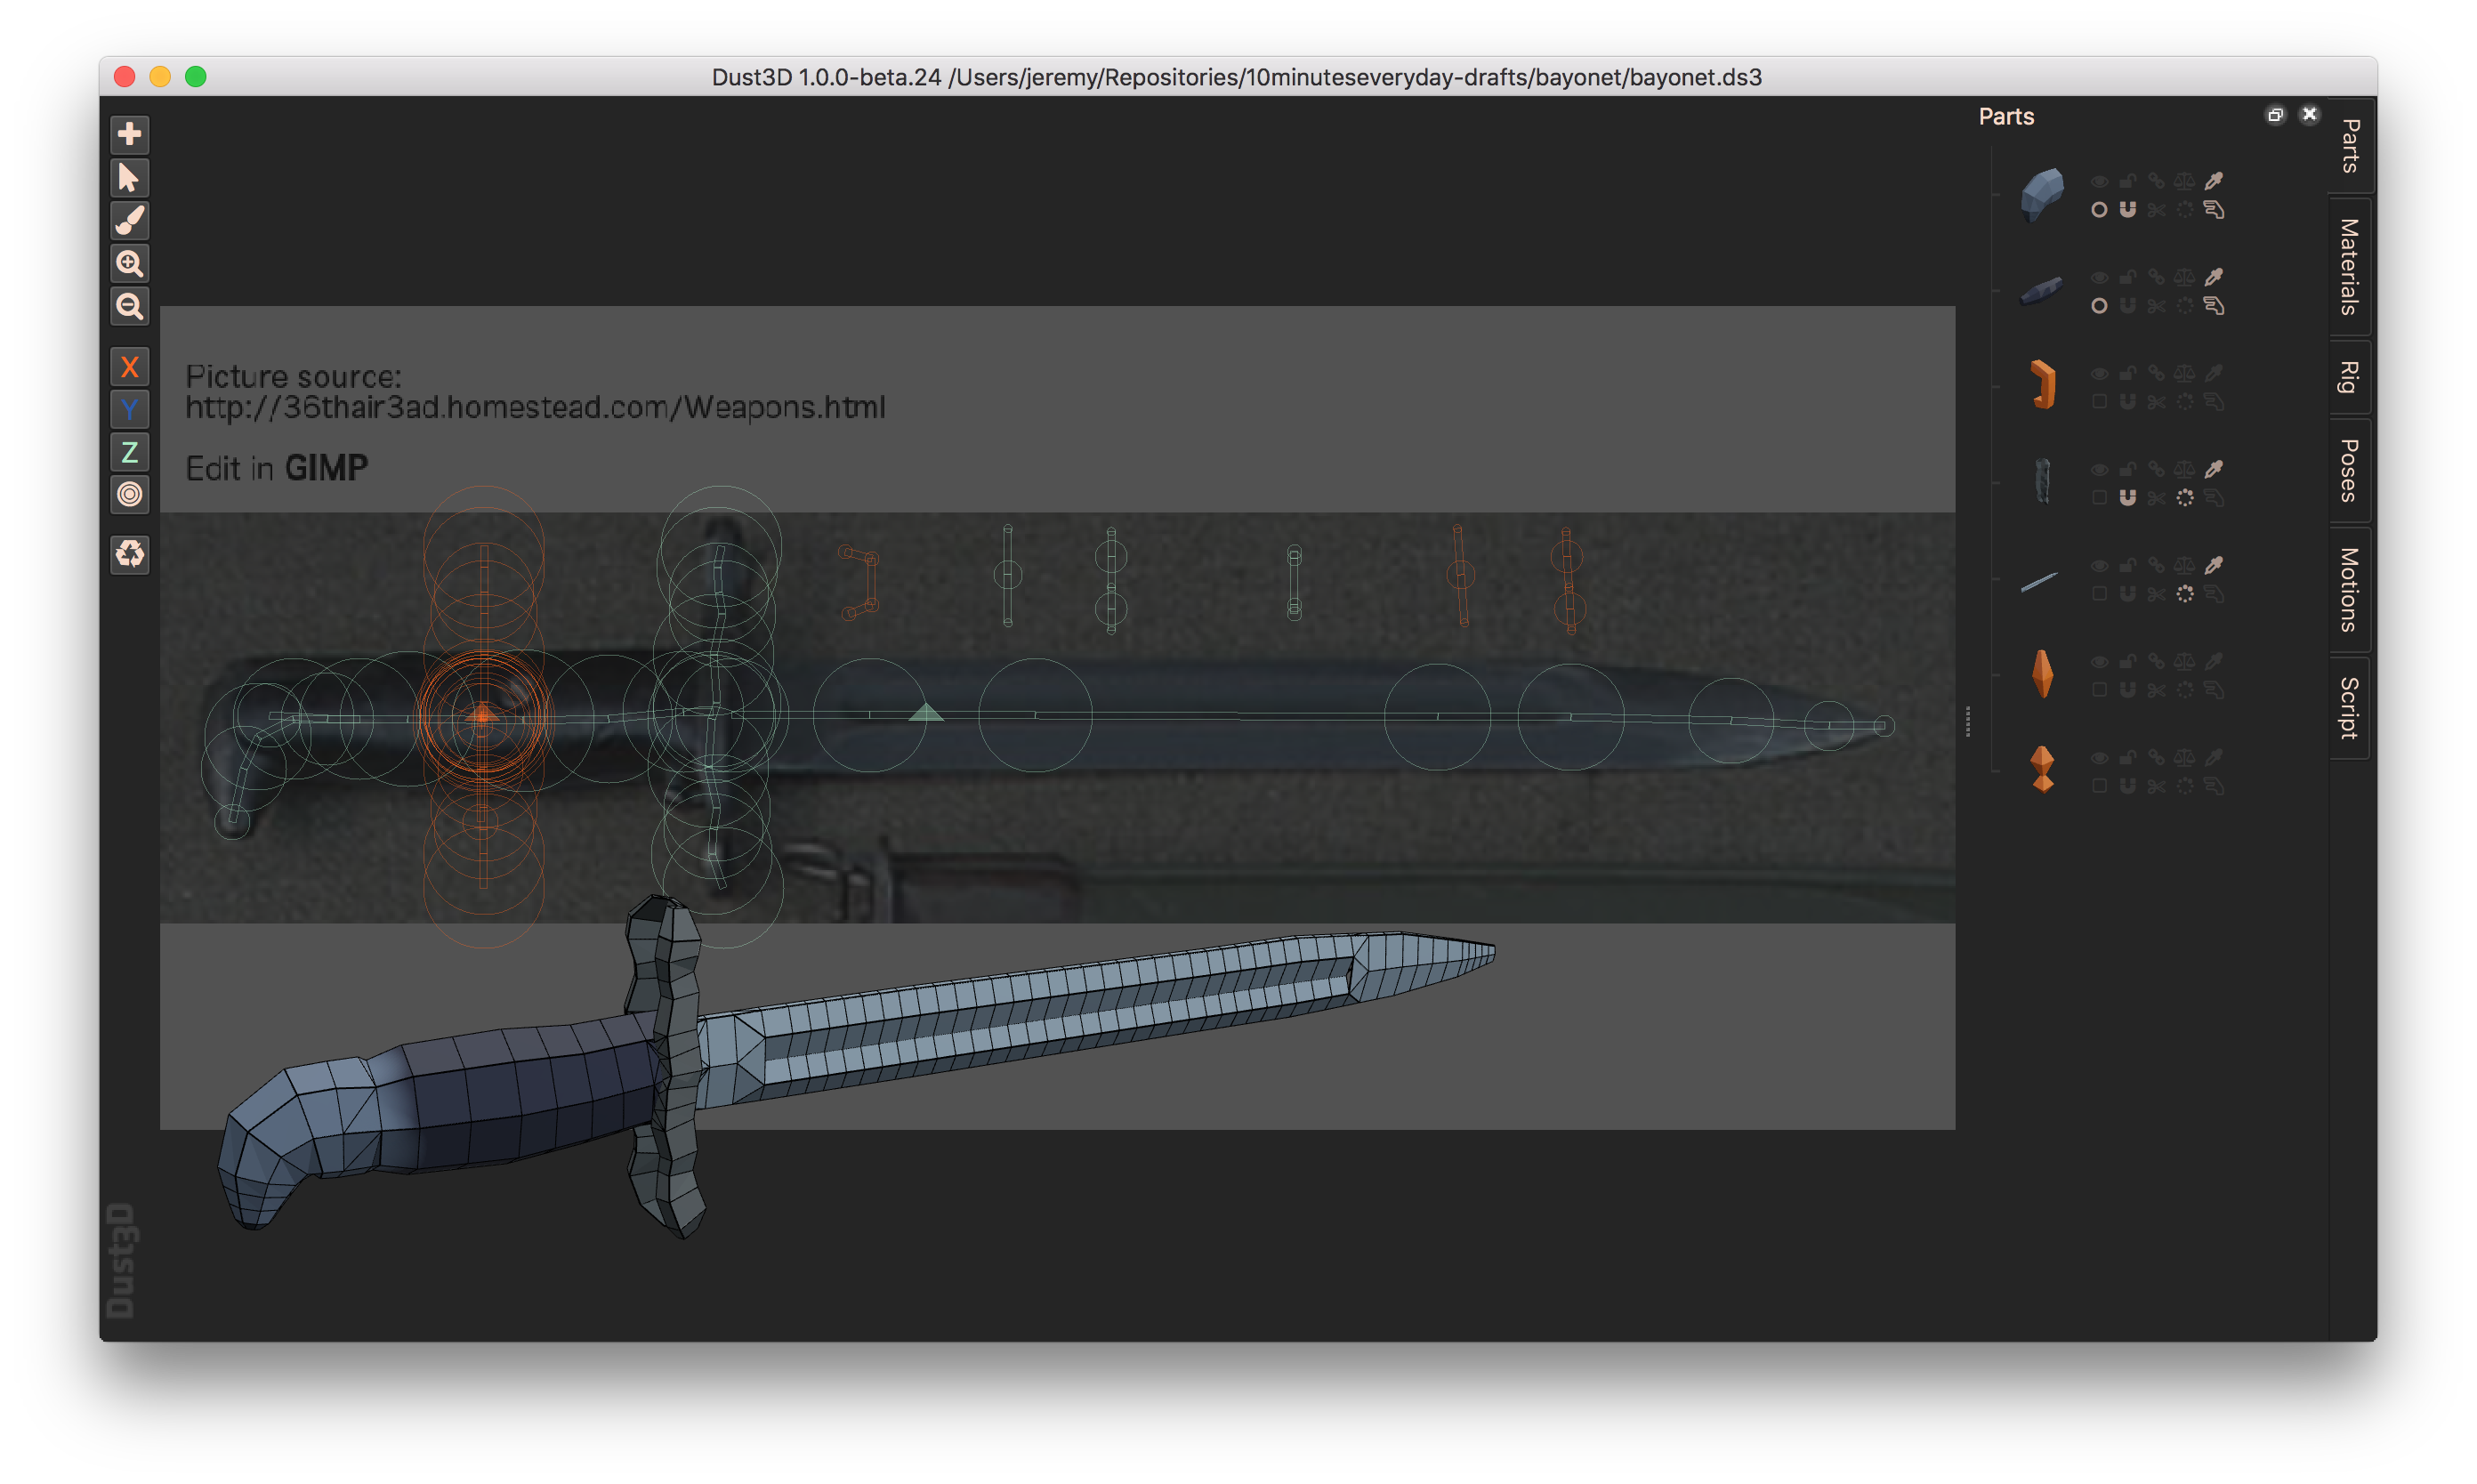 Dust3D 1.0.0-beta.24 /Users/jeremy/Repositories/10minuteseveryday-drafts/bayonet/bayonet.ds3
Parts
Parts
Materials
Rig
Poses
Motions
Script
X
Y
Z
Picture source:
http://36thair3ad.homestead.com/Weapons.html
Edit in GIMP
Dust3D